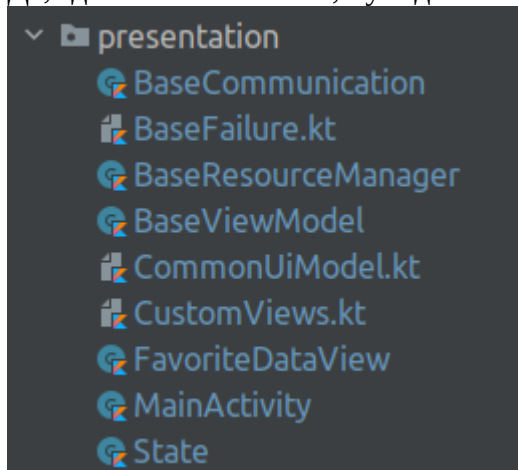 presentation
BaseCommunication
BaseFailure.kt
BaseResourceManager
BaseViewModel
CommonUiModel.kt
CustomViews.kt
FavoriteDataView
MainActivity
State